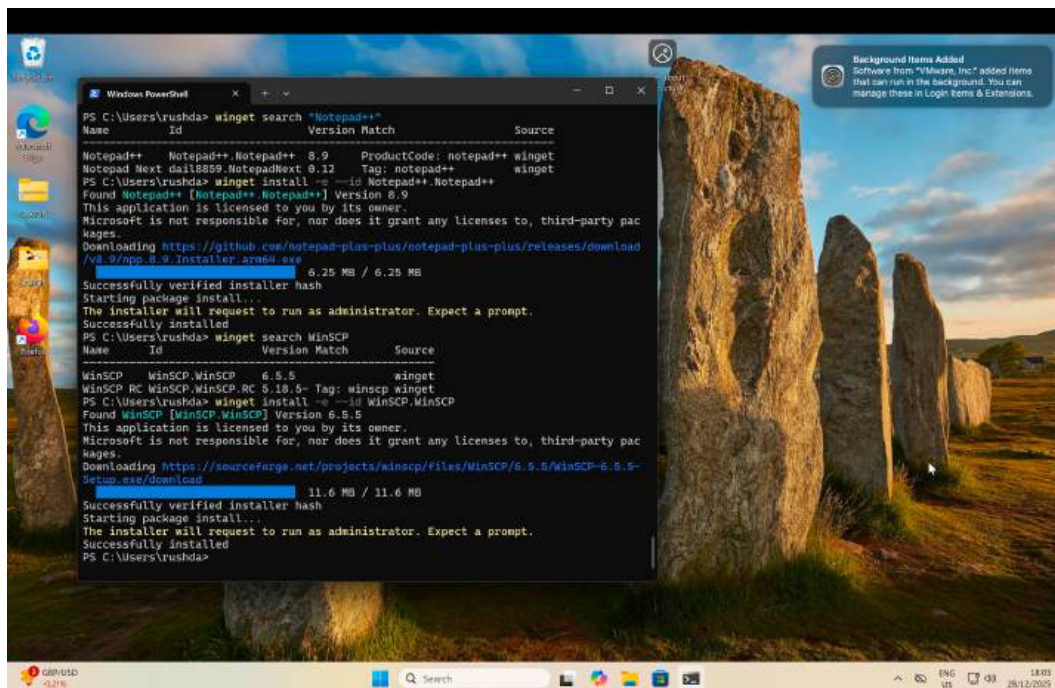 Background Items Added
Software from "VMware, Inc." added items
that can run in the background. You can
manage these in Login Items & Extensions.
Windows PowerShell
PS C:\Users\rushda> winget search "Notepad++"
Name Id Version Match Source
Notepad++ Notepad++.Notepad++ 8.9 ProductCode: notepad++ winget
Notepad Next dail8859.NotepadNext 0.12 Tag: notepad++ winget
PS C:\Users\rushda> winget install -e --id Notepad++.Notepad++
Found Notepad++ [Notepad++.Notepad++] Version 8.9
This application is licensed to you by its owner.
Microsoft is not responsible for, nor does it grant any licenses to, third-party pac
kages.
Downloading https://github.com/notepad-plus-plus/notepad-plus-plus/releases/download
/v8.9/npp.8.9.Installer.arm64.exe
6.25 MB / 6.25 MB
Successfully verified installer hash
Starting package install...
The installer will request to run as administrator. Expect a prompt.
Successfully installed
PS C:\Users\rushda> winget search WinSCP
Name Id Version Match Source
WinSCP WinSCP.WinSCP 6.5.5 winget
WinSCP RC WinSCP.WinSCP.RC 5.18.5~ Tag: winscp winget
PS C:\Users\rushda> winget install -e --id WinSCP.WinSCP
Found WinSCP [WinSCP.WinSCP] Version 6.5.5
This application is licensed to you by its owner.
Microsoft is not responsible for, nor does it grant any licenses to, third-party pac
kages.
Downloading https://sourceforge.net/projects/winscp/files/WinSCP/6.5.5/WinSCP-6.5.5-
Setup.exe/download
11.6 MB / 11.6 MB
Successfully verified installer hash
Starting package install...
The installer will request to run as administrator. Expect a prompt.
Successfully installed
PS C:\Users\rushda>
Recycle Bin
Microsoft
Edge
Firefox
GBP/USD
-0.21%
Search
ENG
US
18:03
28/12/2025